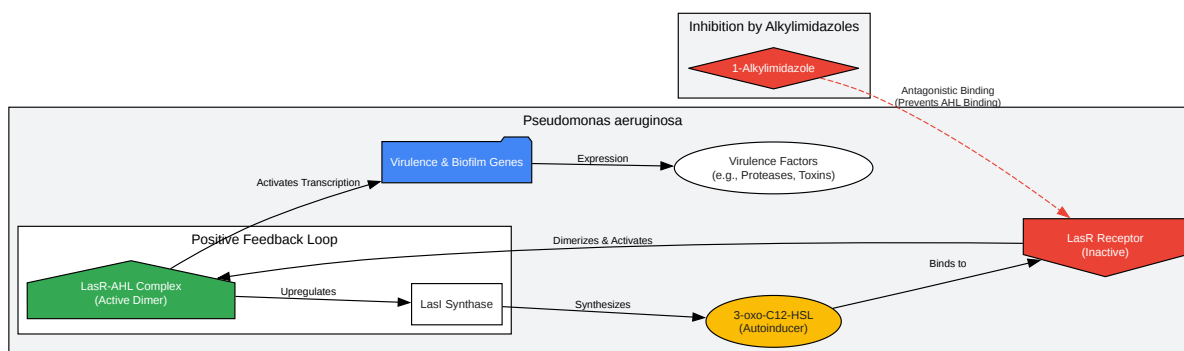 Inhibition by Alkylimidazoles
1-Alkylimidazole
Antagonistic Binding
(Prevents AHL Binding)
Pseudomonas aeruginosa
Virulence & Biofilm Genes
Expression
Virulence Factors
(e.g., Proteases, Toxins)
Activates Transcription
Positive Feedback Loop
Dimerizes & Activates
LasR Receptor
(Inactive)
Binds to
LasR-AHL Complex
(Active Dimer)
Upregulates
LasI Synthase
Synthesizes
3-oxo-C12-HSL
(Autoinducer)